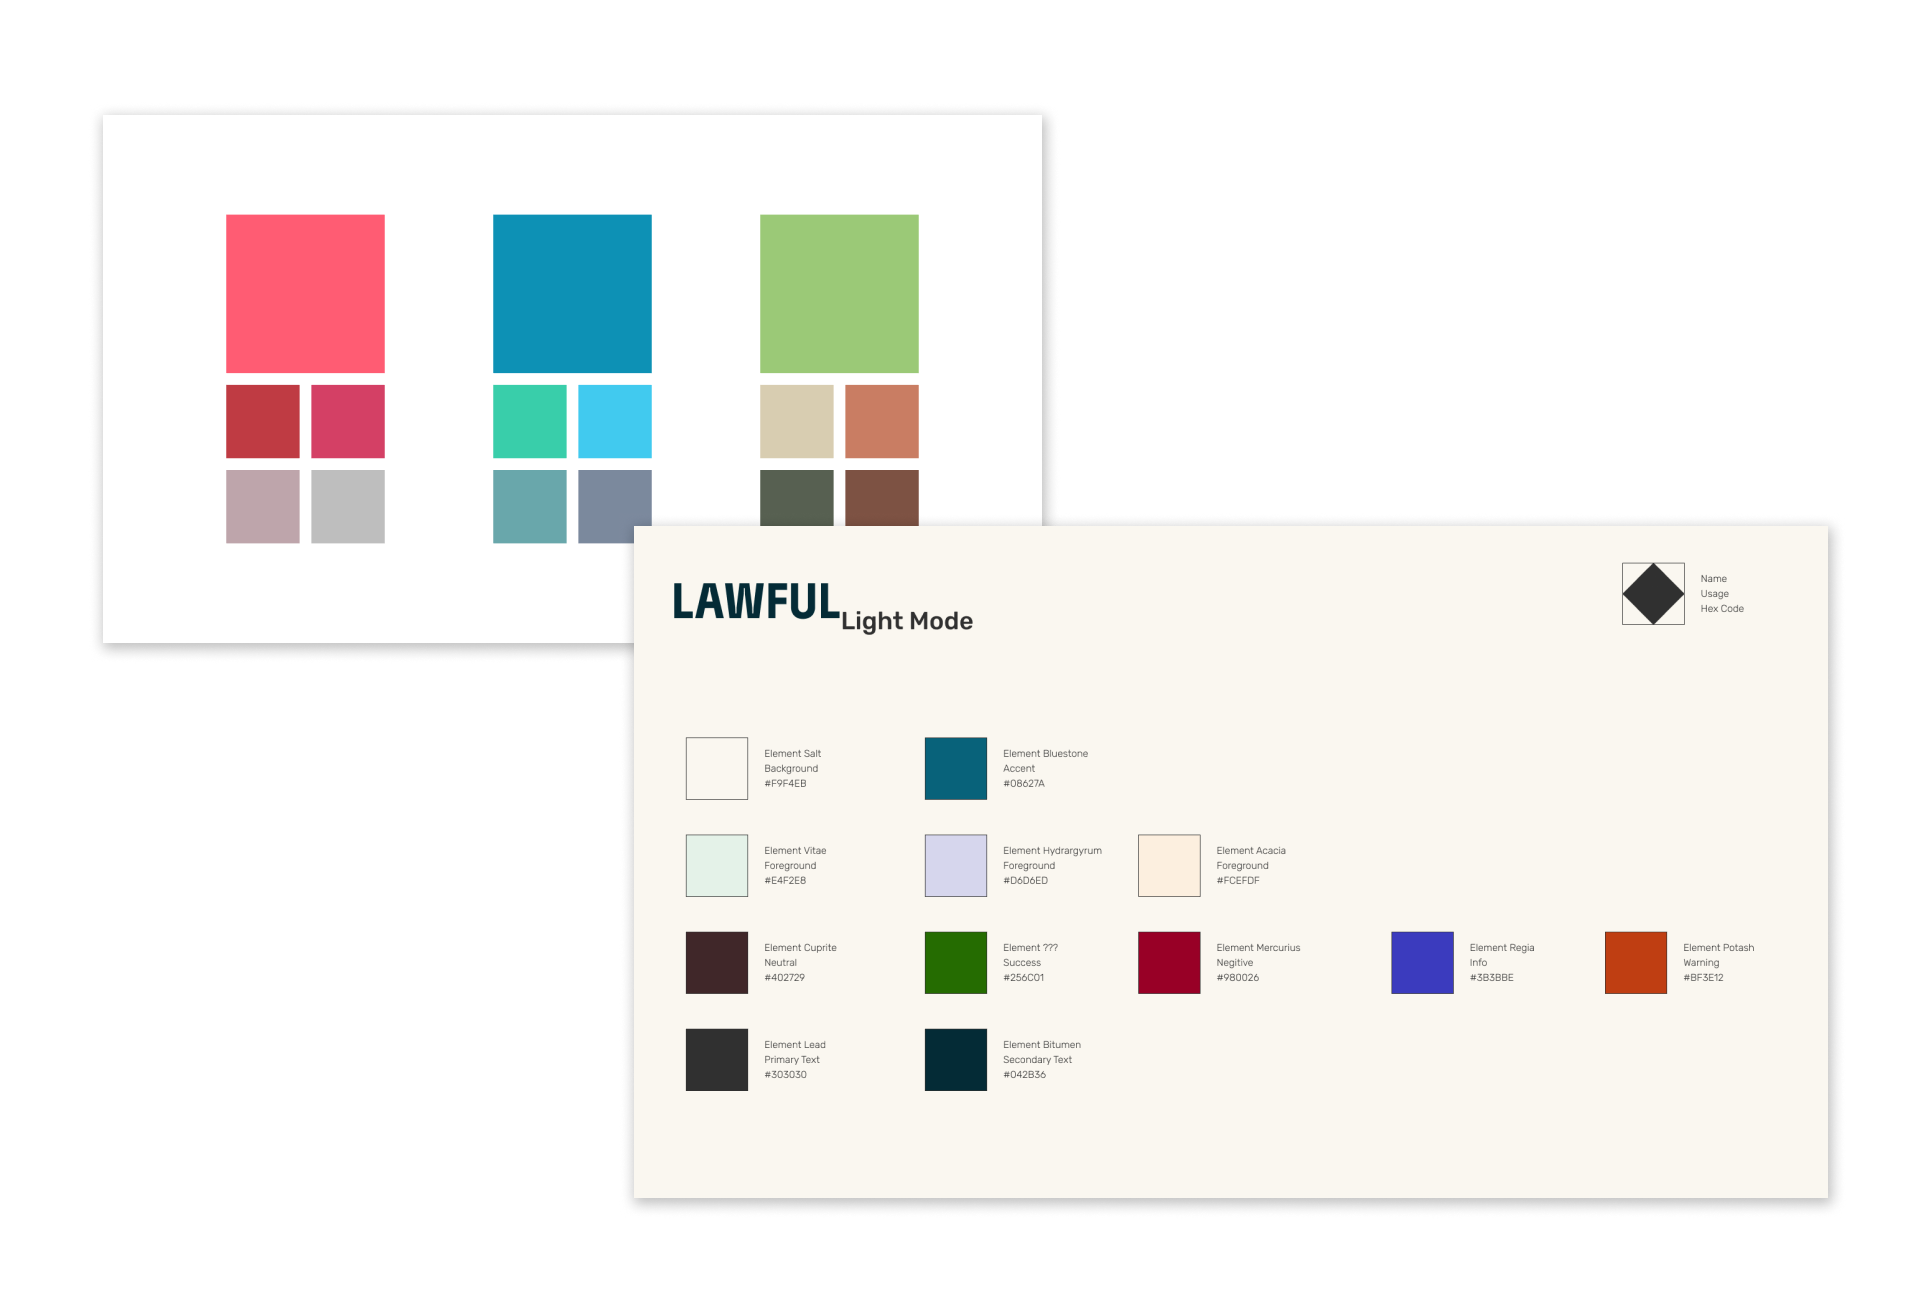 LAWFUL Light Mode
Name
Usage
Hex Code
Element Salt
Background
#F9F4EB
Element Bluestone
Accent
#08627A
Element Vitae
Foreground
#E4F2E8
Element Hydrargyrum
Foreground
#D6D6ED
Element Acacia
Foreground
#FCEFDF
Element Cuprite
Neutral
#402729
Element ???
Success
#256C01
Element Mercurius
Negitive
#980026
Element Regia
Info
#3B3BBE
Element Potash
Warning
#BF3E12
Element Lead
Primary Text
#303030
Element Bitumen
Secondary Text
#042B36